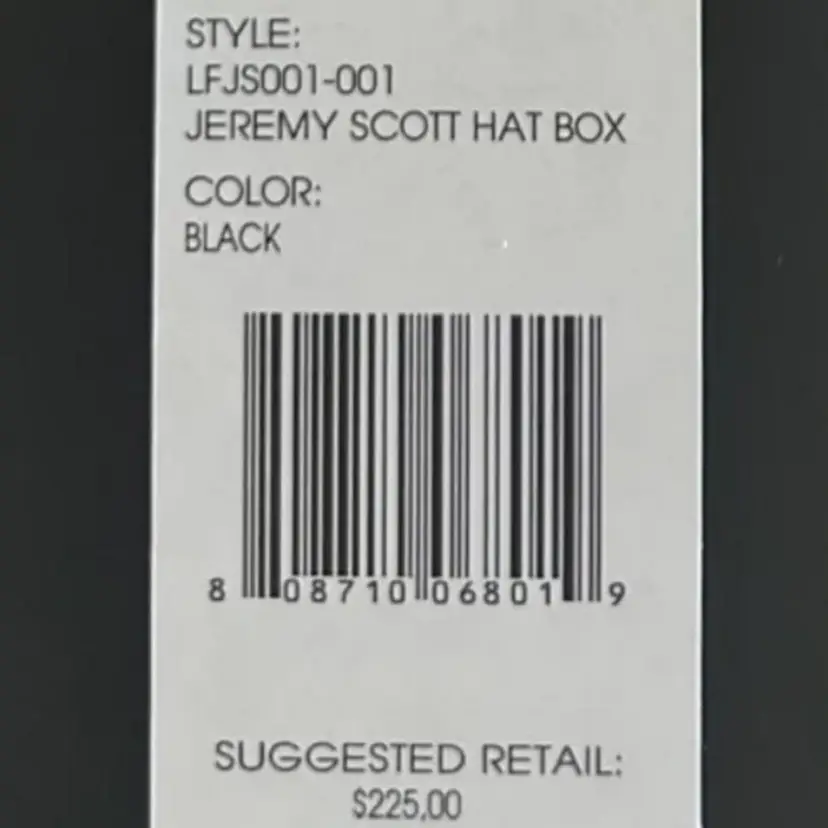 STYLE:
LFJS001-001
JEREMY SCOTT HAT BOX
COLOR:
BLACK
8 08710 06801 9
SUGGESTED RETAIL:
$225.00